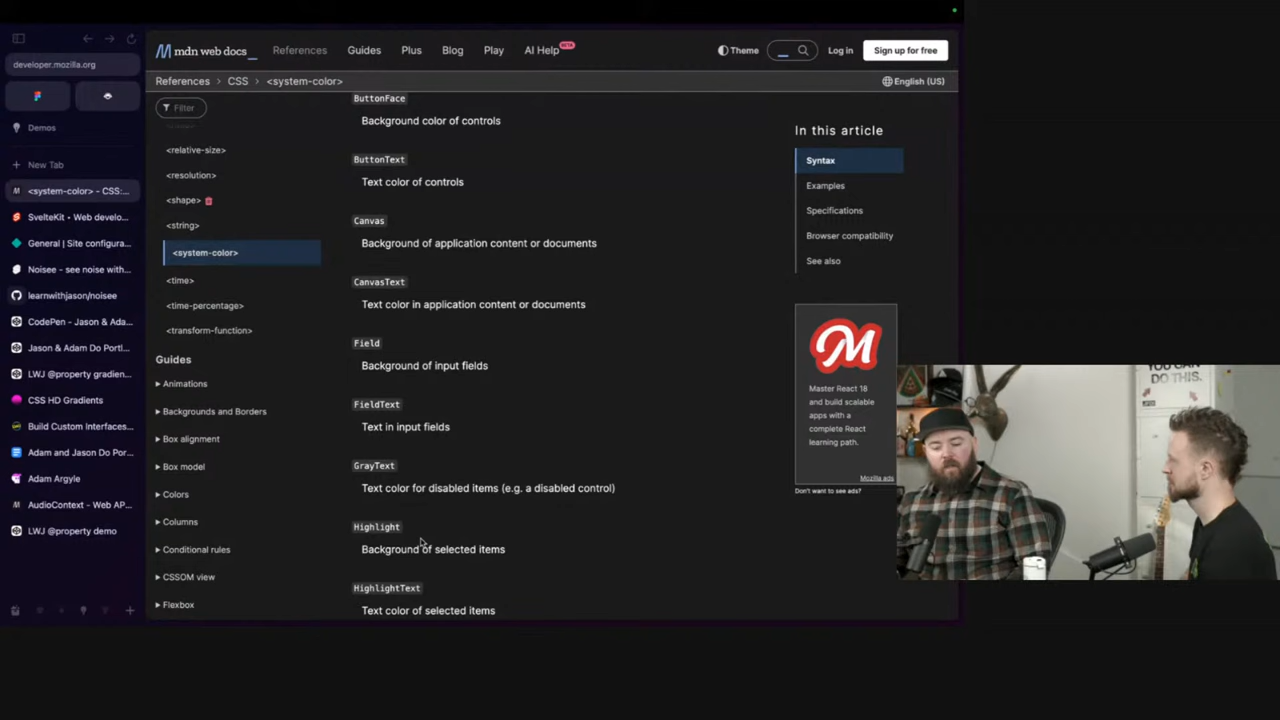 developer.mozilla.org
Demos
New Tab
<system-color> - CSS:...
SvelteKit • Web develo...
General | Site configura...
Noisee - see noise with...
learnwithjason/noisee
CodePen - Jason & Ada...
Jason & Adam Do Portl...
LWJ @property gradien...
CSS HD Gradients
Build Custom Interfaces...
Adam and Jason Do Por...
Adam Argyle
AudioContext - Web AP...
LWJ @property demo
mdn web docs
References
Guides
Plus
Blog
Play
AI Help BETA
Theme
Log in
Sign up for free
References > CSS > <system-color>
English (US)
Filter
<relative-size>
<resolution>
<shape>
<string>
<system-color>
<time>
<time-percentage>
<transform-function>
Guides
Animations
Backgrounds and Borders
Box alignment
Box model
Colors
Columns
Conditional rules
CSSOM view
Flexbox
ButtonFace
Background color of controls
ButtonText
Text color of controls
Canvas
Background of application content or documents
CanvasText
Text color in application content or documents
Field
Background of input fields
FieldText
Text in input fields
GrayText
Text color for disabled items (e.g. a disabled control)
Highlight
Background of selected items
HighlightText
Text color of selected items
In this article
Syntax
Examples
Specifications
Browser compatibility
See also
M
Master React 18
and build scalable
apps with a
complete React
learning path.
Mozilla ads
Don't want to see ads?
YOU CAN
DO THIS.